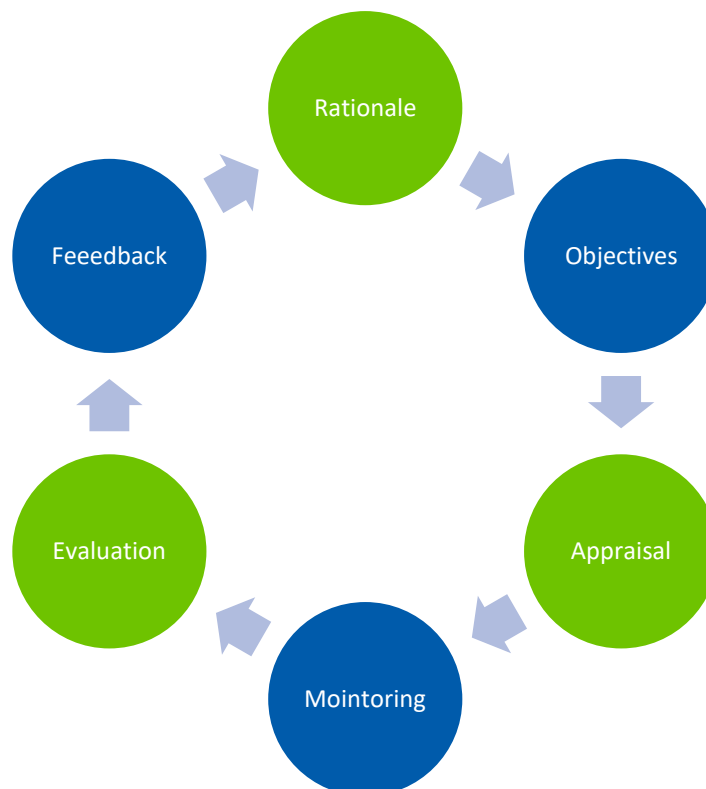 Rationale
Objectives
Appraisal
Mointoring
Evaluation
Feeedback